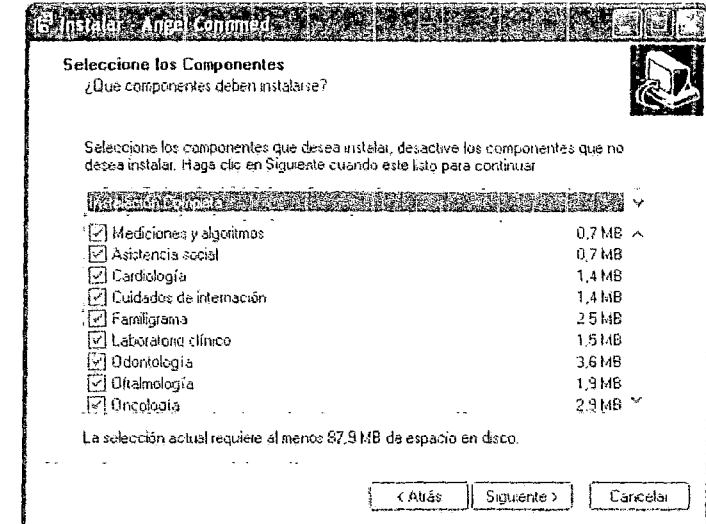 Instalar - Angel Conmmed
Seleccione los Componentes
¿Que componentes deben instalarse?
Seleccione los componentes que desea instalar, desactive los componentes que no
desea instalar. Haga clic en Siguiente cuando este listo para continuar
Instalación Completa
Mediciones y algoritmos 0,7 MB
Asistencia social 0,7 MB
Cardiología 1,4 MB
Cuidados de internación 1,4 MB
Familigrama 2,5 MB
Laboratorio clínico 1,5 MB
Odontología 3,6 MB
Oftalmología 1,9 MB
Oncología 2,9 MB
La selección actual requiere al menos 87,9 MB de espacio en disco.
< Atrás Siguiente > Cancelar